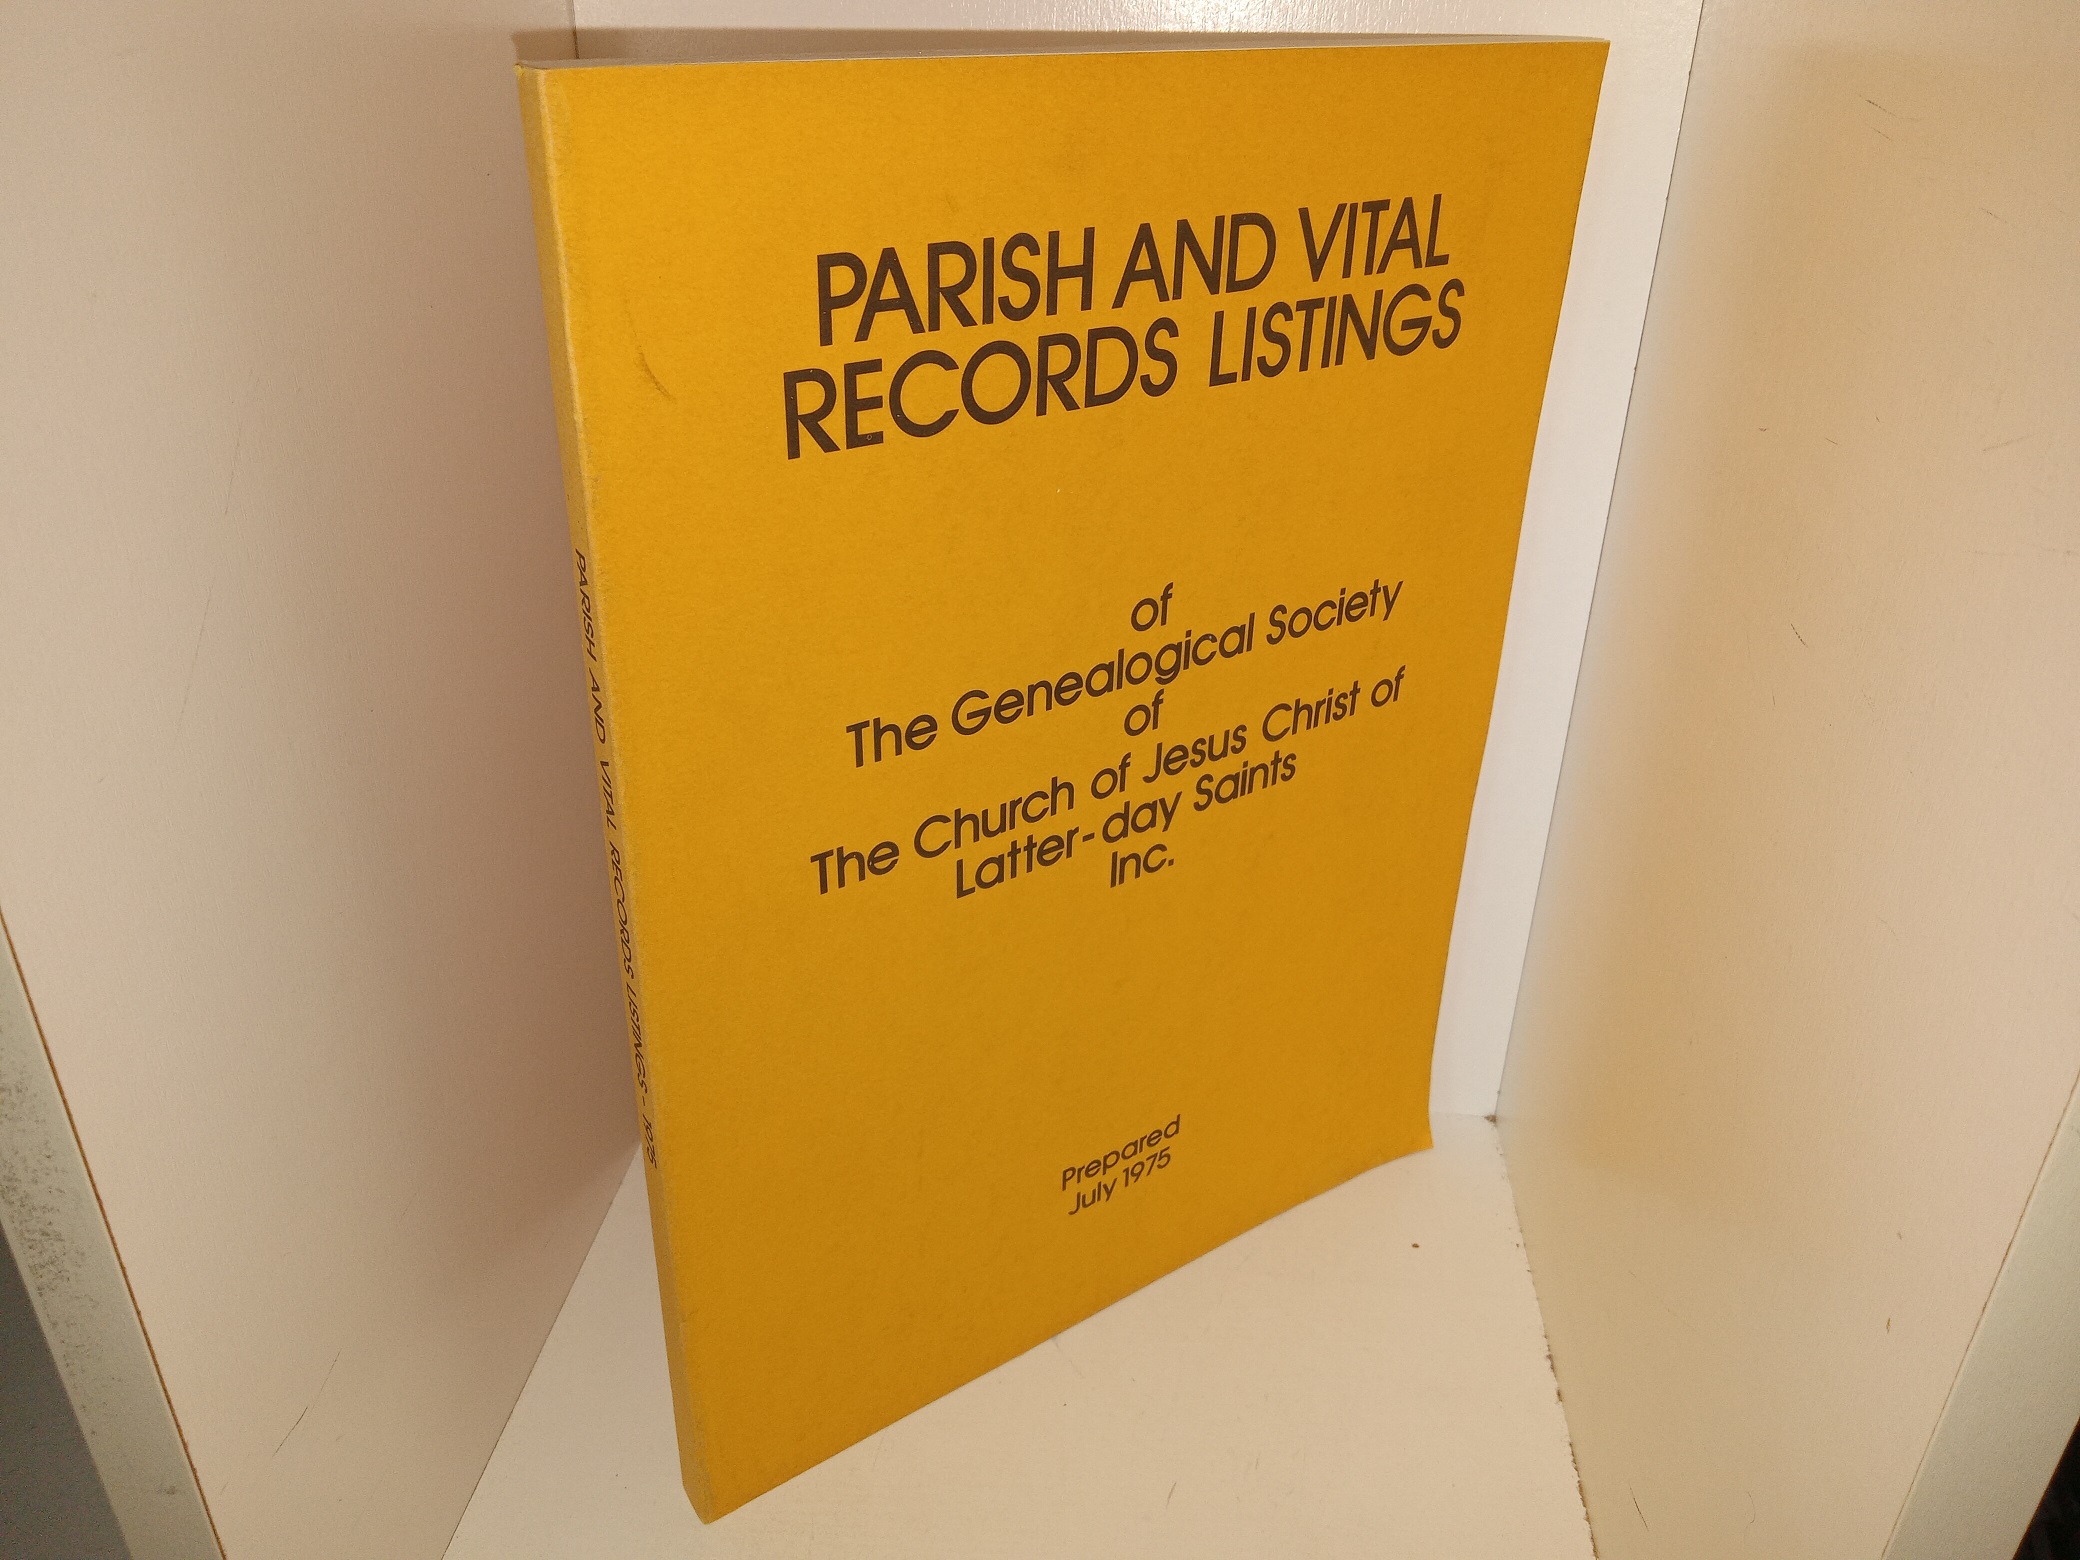 PARISH AND VITAL
RECORDS LISTINGS
of
The Genealogical Society
of
The Church of Jesus Christ of
Latter-day Saints
Inc.
Prepared
July 1975
PARISH AND VITAL RECORDS LISTINGS - 1975